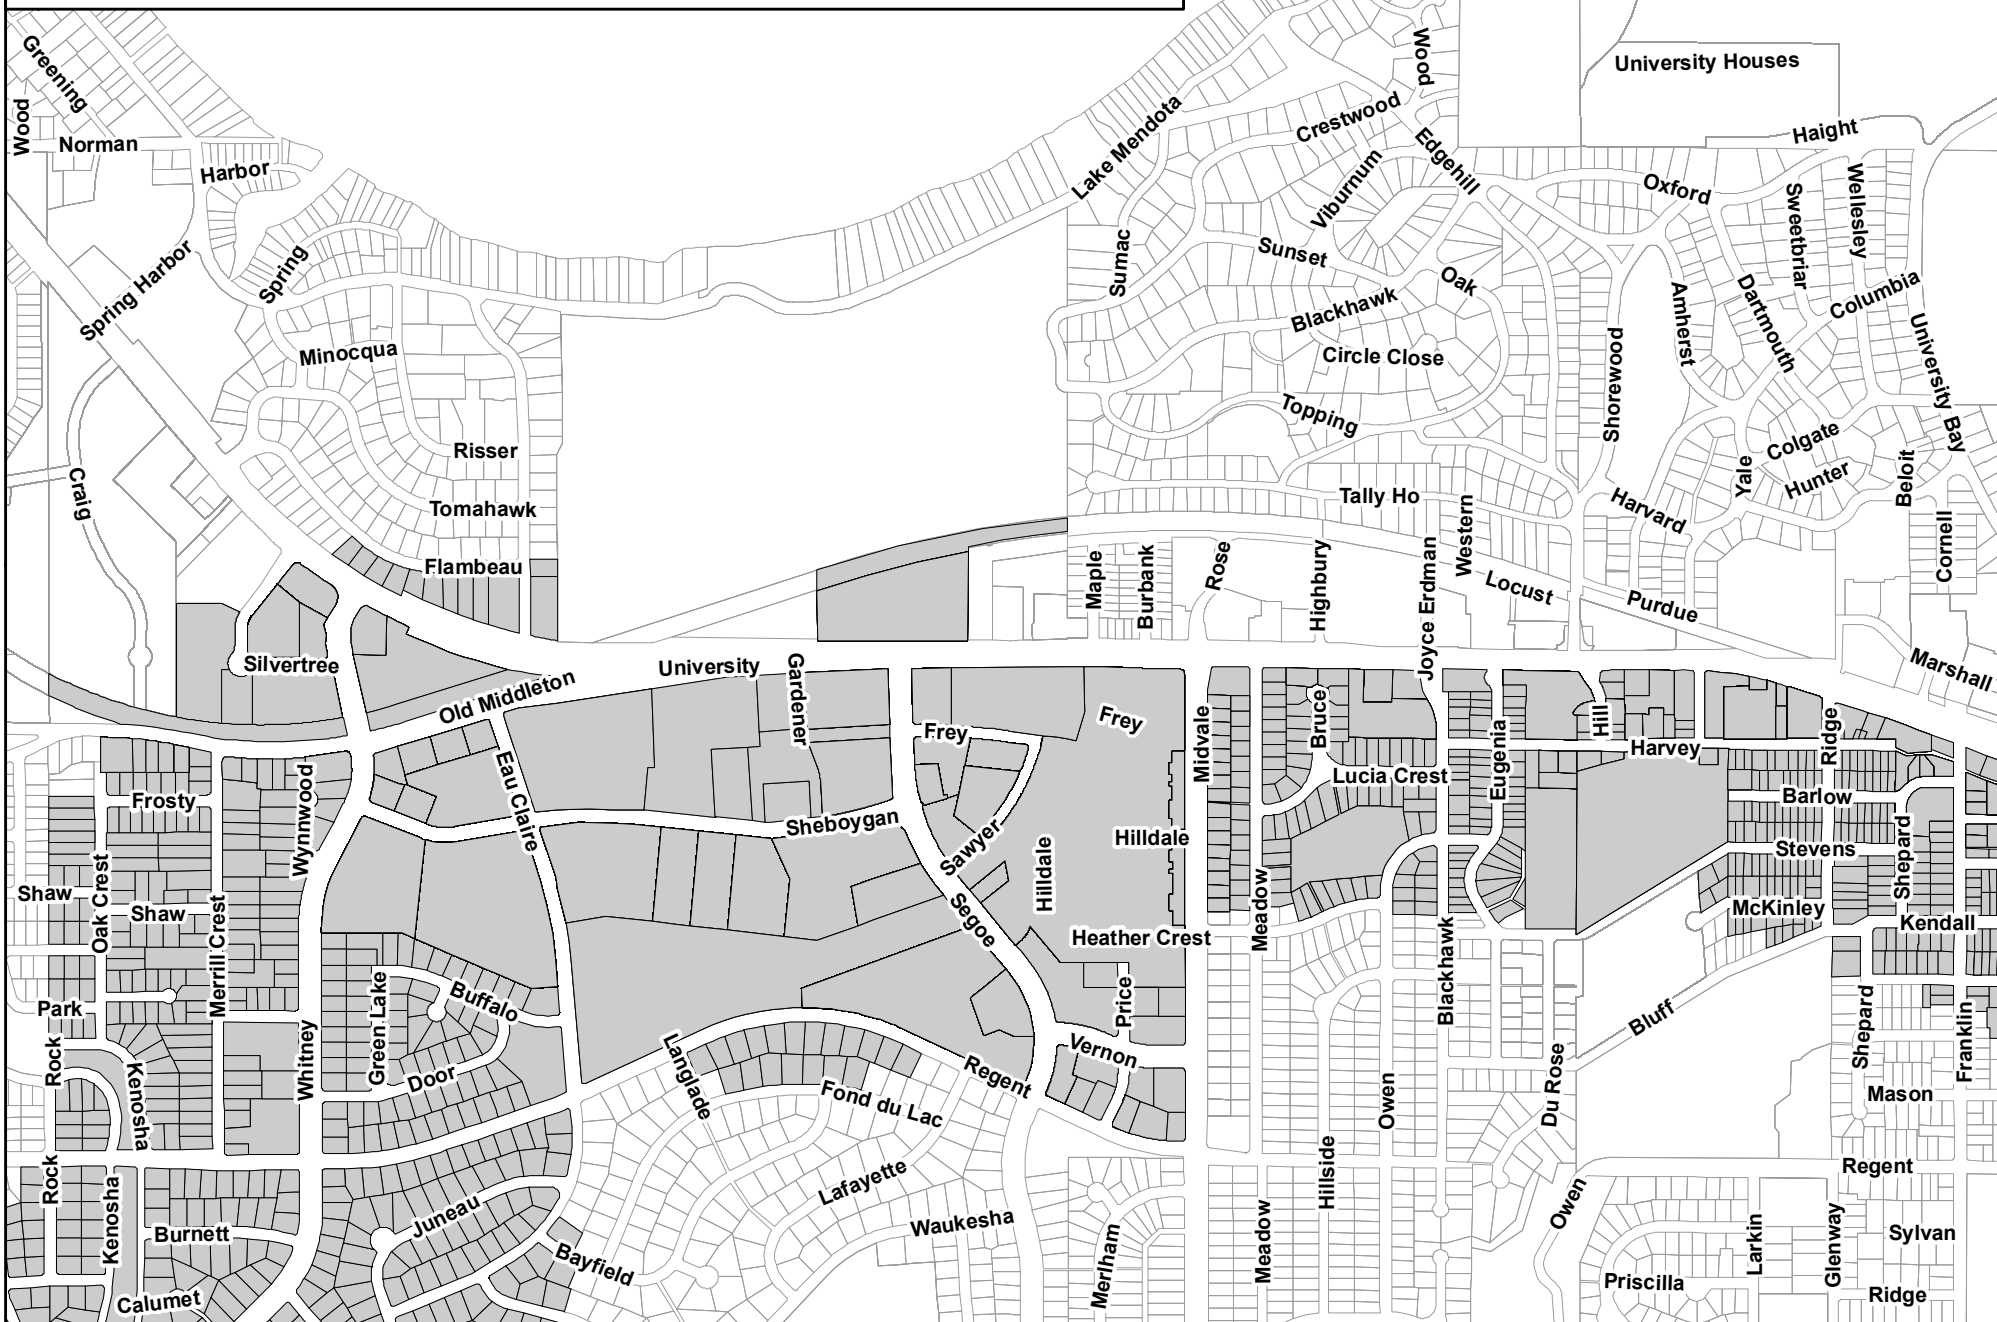 Greening
Wood
Norman
Harbor
Spring Harbor
Spring
Minocqua
Craig
Risser
Tomahawk
Flambeau
Lake Mendota
Wood
Crestwood
Edgehill
Viburnum
Sumac
Sunset
Oak
Blackhawk
Circle Close
Topping
Tally Ho
Western
University Houses
Haight
Oxford
Sweetbriar
Wellesley
Amherst
Dartmouth
Columbia
University Bay
Shorewood
Colgate
Hunter
Yale
Harvard
Beloit
Cornell
Maple
Burbank
Rose
Highbury
Joyce Erdman
Locust
Purdue
Marshall
Silvertree
Old Middleton
University
Gardener
Frey
Frey
Midvale
Bruce
Lucia Crest
Eugenia
Hill
Harvey
Ridge
Barlow
Stevens
Shepard
McKinley
Kendall
Frosty
Wynnwood
Eau Claire
Sheboygan
Sawyer
Hilldale
Hilldale
Segoe
Heather Crest
Meadow
Blackhawk
Shaw
Oak Crest
Shaw
Merrill Crest
Park
Rock
Kenosha
Whitney
Green Lake
Buffalo
Door
Langlade
Fond du Lac
Regent
Vernon
Price
Owen
Du Rose
Bluff
Shepard
Franklin
Mason
Regent
Rock
Kenosha
Burnett
Calumet
Juneau
Bayfield
Lafayette
Waukesha
Merlham
Meadow
Hillside
Owen
Larkin
Glenway
Sylvan
Priscilla
Ridge